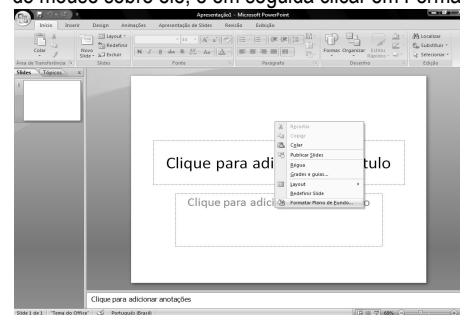 do mouse sobre ele, e em seguida clicar em Forma
Apresentação1 - Microsoft PowerPoint
Início Inserir Design Animações Apresentação de Slides Revisão Exibição
Colar
Novo Slide
Layout
Redefinir
Excluir
Formas Organizar Estilos Rápidos
Localizar
Substituir
Selecionar
Área de Transferência Slides Fonte Parágrafo Desenho Edição
Slides Tópicos x
1
Clique para adi
tulo
Clique para adici
o
Recortar
Copiar
Colar
Publicar Slides
Régua
Grades e guias...
Layout
Redefinir Slide
Formatar Plano de Fundo...
Clique para adicionar anotações
Slide 1 de 1 "Tema do Office" Português (Brasil) 68%